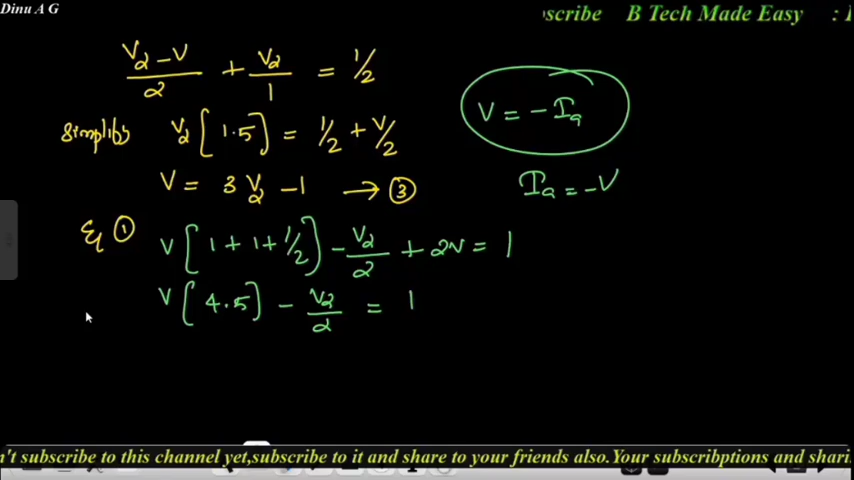 Dinu A G
scribe B Tech Made Easy :
V2 - V / 2 + V2 / 1 = 1/2
V = - Ia
Simplify V2 [ 1.5 ] = 1/2 + V/2
V = 3 V2 - 1 → ③
Ia = - V
Eq ① V [ 1 + 1 + 1/2 ] - V2 / 2 + 2V = 1
V [ 4.5 ] - V2 / 2 = 1
n't subscribe to this channel yet,subscribe to it and share to your friends also.Your subscribptions and shari